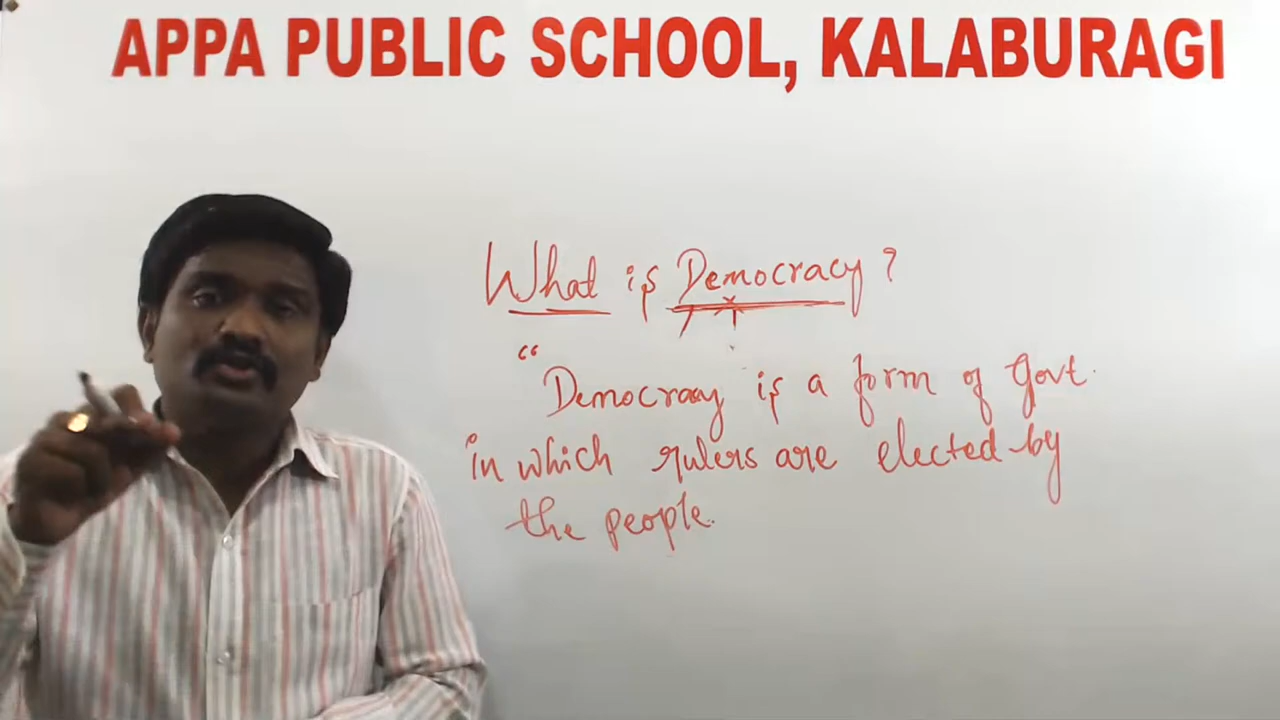 APPA PUBLIC SCHOOL, KALABURAGI
What is Democracy?
“Democracy is a form of Govt.
in which rulers are elected by
the people.